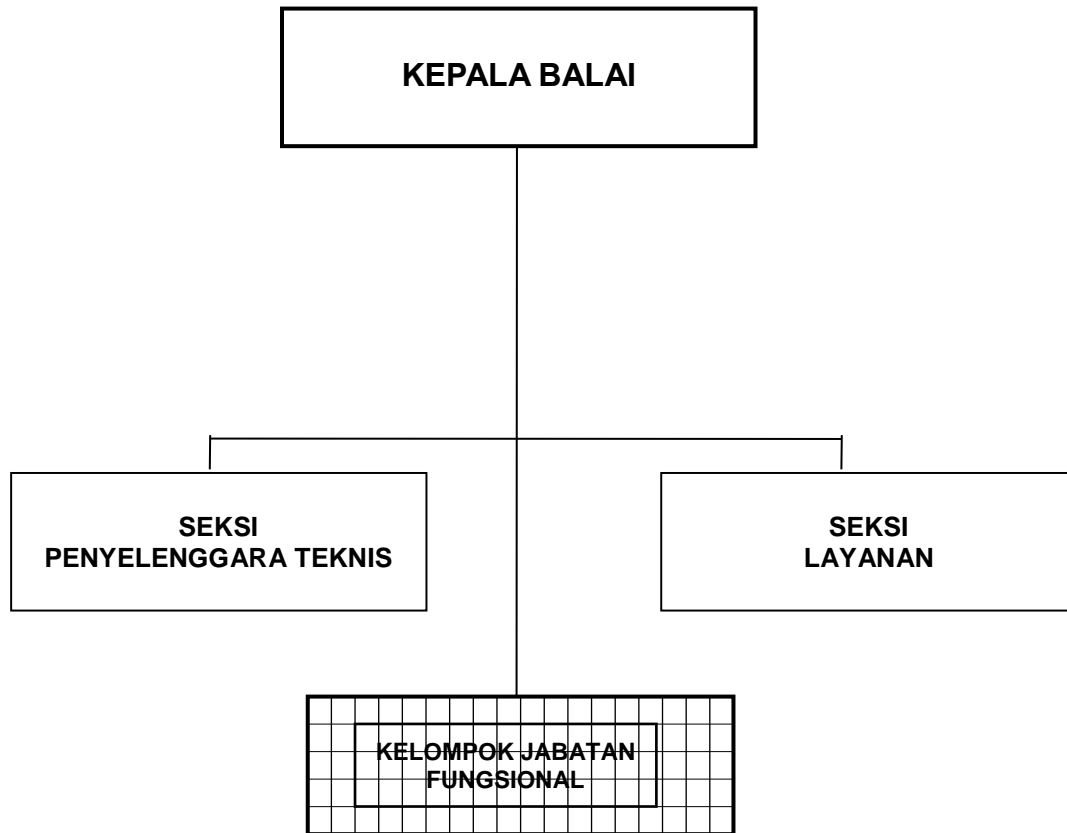 KEPALA BALAI
SEKSI
PENYELENGGARA TEKNIS
SEKSI
LAYANAN
KELOMPOK JABATAN
FUNGSIONAL